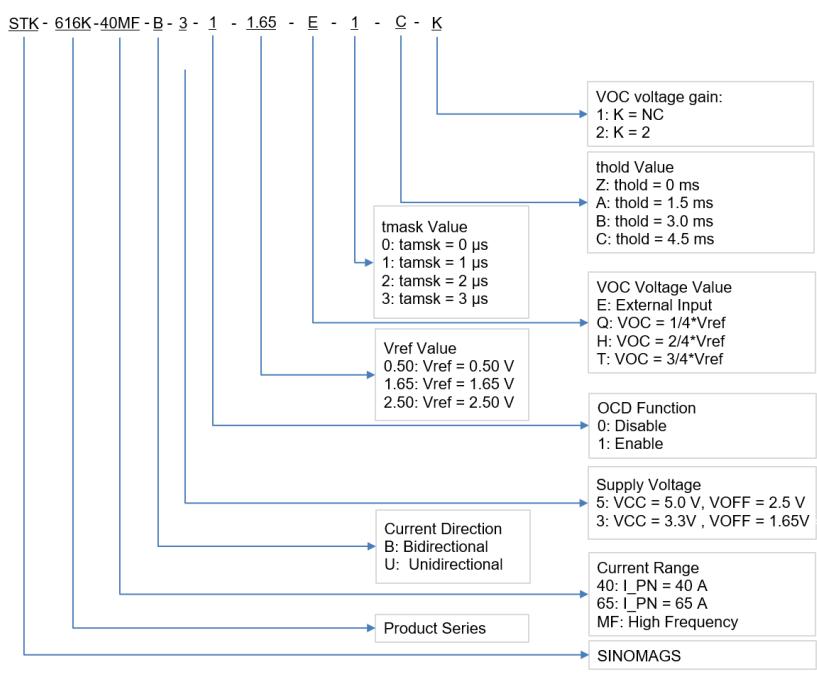 STK - 616K - 40MF - B - 3 - 1 - 1.65 - E - 1 - C - K
VOC voltage gain:
1: K = NC
2: K = 2
thold Value
Z: thold = 0 ms
A: thold = 1.5 ms
B: thold = 3.0 ms
C: thold = 4.5 ms
tmask Value
0: tamsk = 0 µs
1: tamsk = 1 µs
2: tamsk = 2 µs
3: tamsk = 3 µs
VOC Voltage Value
E: External Input
Q: VOC = 1/4*Vref
H: VOC = 2/4*Vref
T: VOC = 3/4*Vref
Vref Value
0.50: Vref = 0.50 V
1.65: Vref = 1.65 V
2.50: Vref = 2.50 V
OCD Function
0: Disable
1: Enable
Supply Voltage
5: VCC = 5.0 V, VOFF = 2.5 V
3: VCC = 3.3V , VOFF = 1.65V
Current Direction
B: Bidirectional
U: Unidirectional
Current Range
40: I_PN = 40 A
65: I_PN = 65 A
MF: High Frequency
Product Series
SINOMAGS